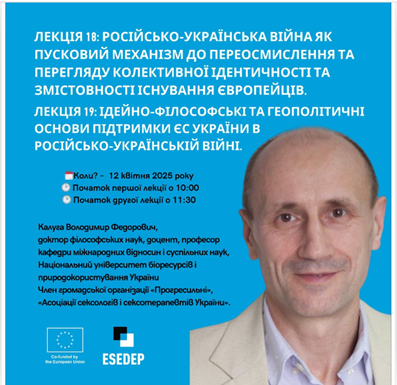 ЛЕКЦІЯ 18: РОСІЙСЬКО-УКРАЇНСЬКА ВІЙНА ЯК
ПУСКОВИЙ МЕХАНІЗМ ДО ПЕРЕОСМИСЛЕННЯ ТА
ПЕРЕГЛЯДУ КОЛЕКТИВНОЇ ІДЕНТИЧНОСТІ ТА
ЗМІСТОВНОСТІ ІСНУВАННЯ ЄВРОПЕЙЦІВ.
ЛЕКЦІЯ 19: ІДЕЙНО-ФІЛОСОФСЬКІ ТА ГЕОПОЛІТИЧНІ
ОСНОВИ ПІДТРИМКИ ЄС УКРАЇНИ В
РОСІЙСЬКО-УКРАЇНСЬКІЙ ВІЙНІ.
Коли? – 12 квітня 2025 року
Початок першої лекції о 10:00
Початок другої лекції о 11:30
Калуга Володимир Федорович,
доктор філософських наук, доцент, професор
кафедри міжнародних відносин і суспільних наук,
Національний університет біоресурсів і
природокористування України
Член громадської організації «Прогресильні»,
«Асоціації сексологів і сексотерапевтів України».
Co-funded by
the European Union
ESEDEP